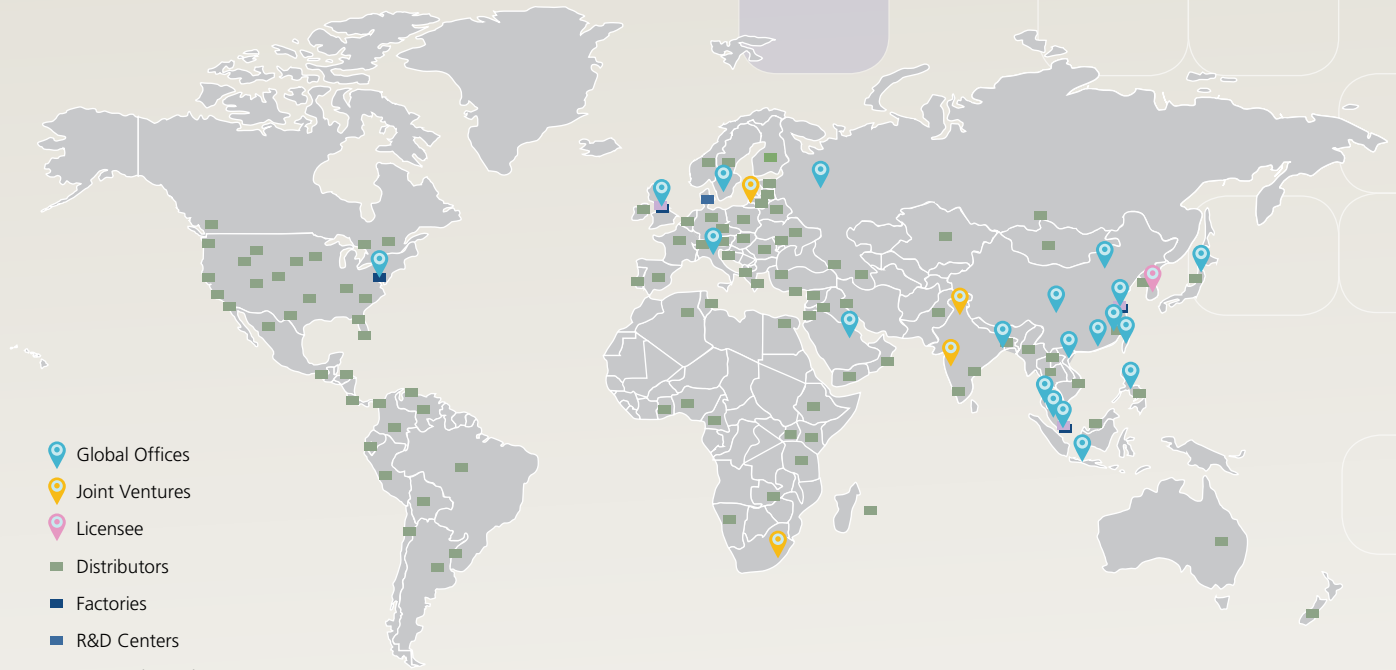 Global Offices
Joint Ventures
Licensee
Distributors
Factories
R&D Centers